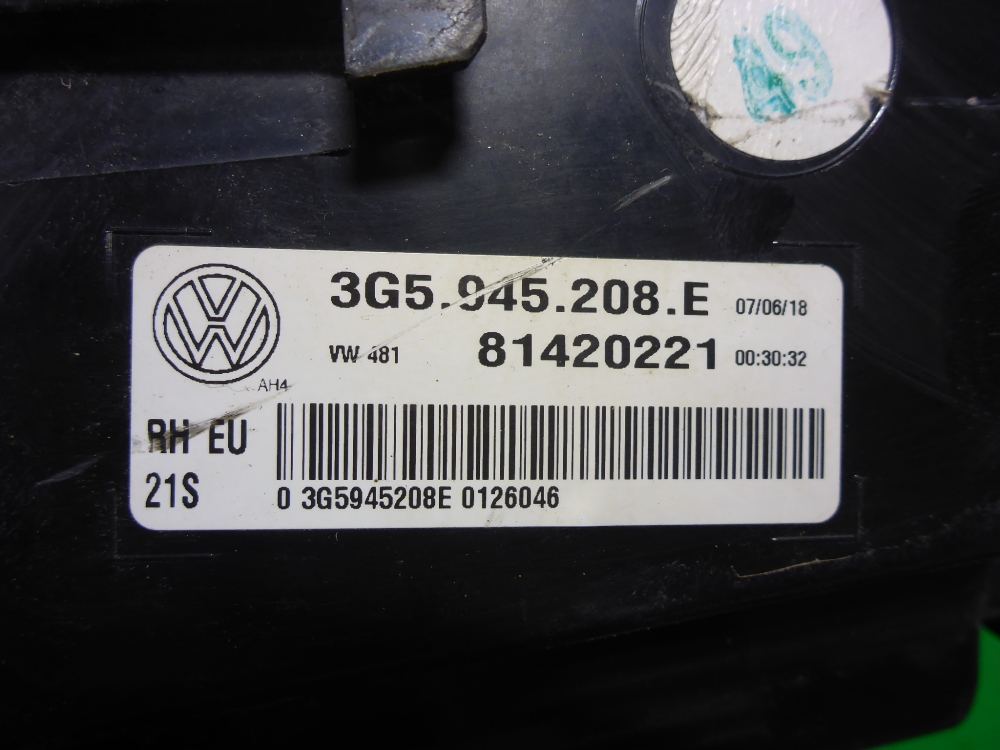 3G5.945.208.E 07/06/18
VW 481 81420221 00:30:32
AH4
RH EU
21S
0 3G5945208E 0126046